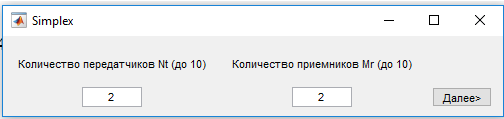 Simplex
Количество передатчиков Nt (до 10) Количество приемников Mr (до 10)
2 2
Далее>